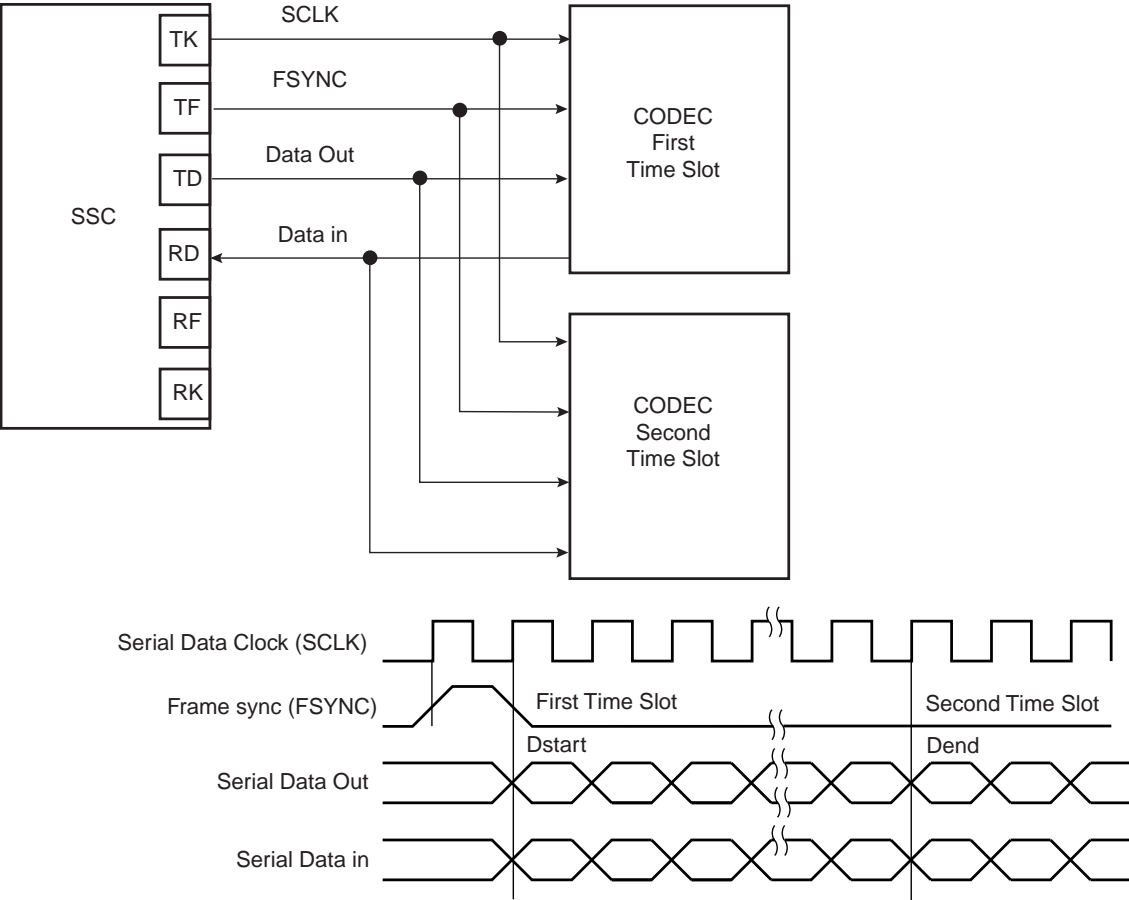 SSC
TK
TF
TD
RD
RF
RK
SCLK
FSYNC
Data Out
Data in
CODEC
First
Time Slot
CODEC
Second
Time Slot
Serial Data Clock (SCLK)
Frame sync (FSYNC)
First Time Slot
Second Time Slot
Dstart
Dend
Serial Data Out
Serial Data in